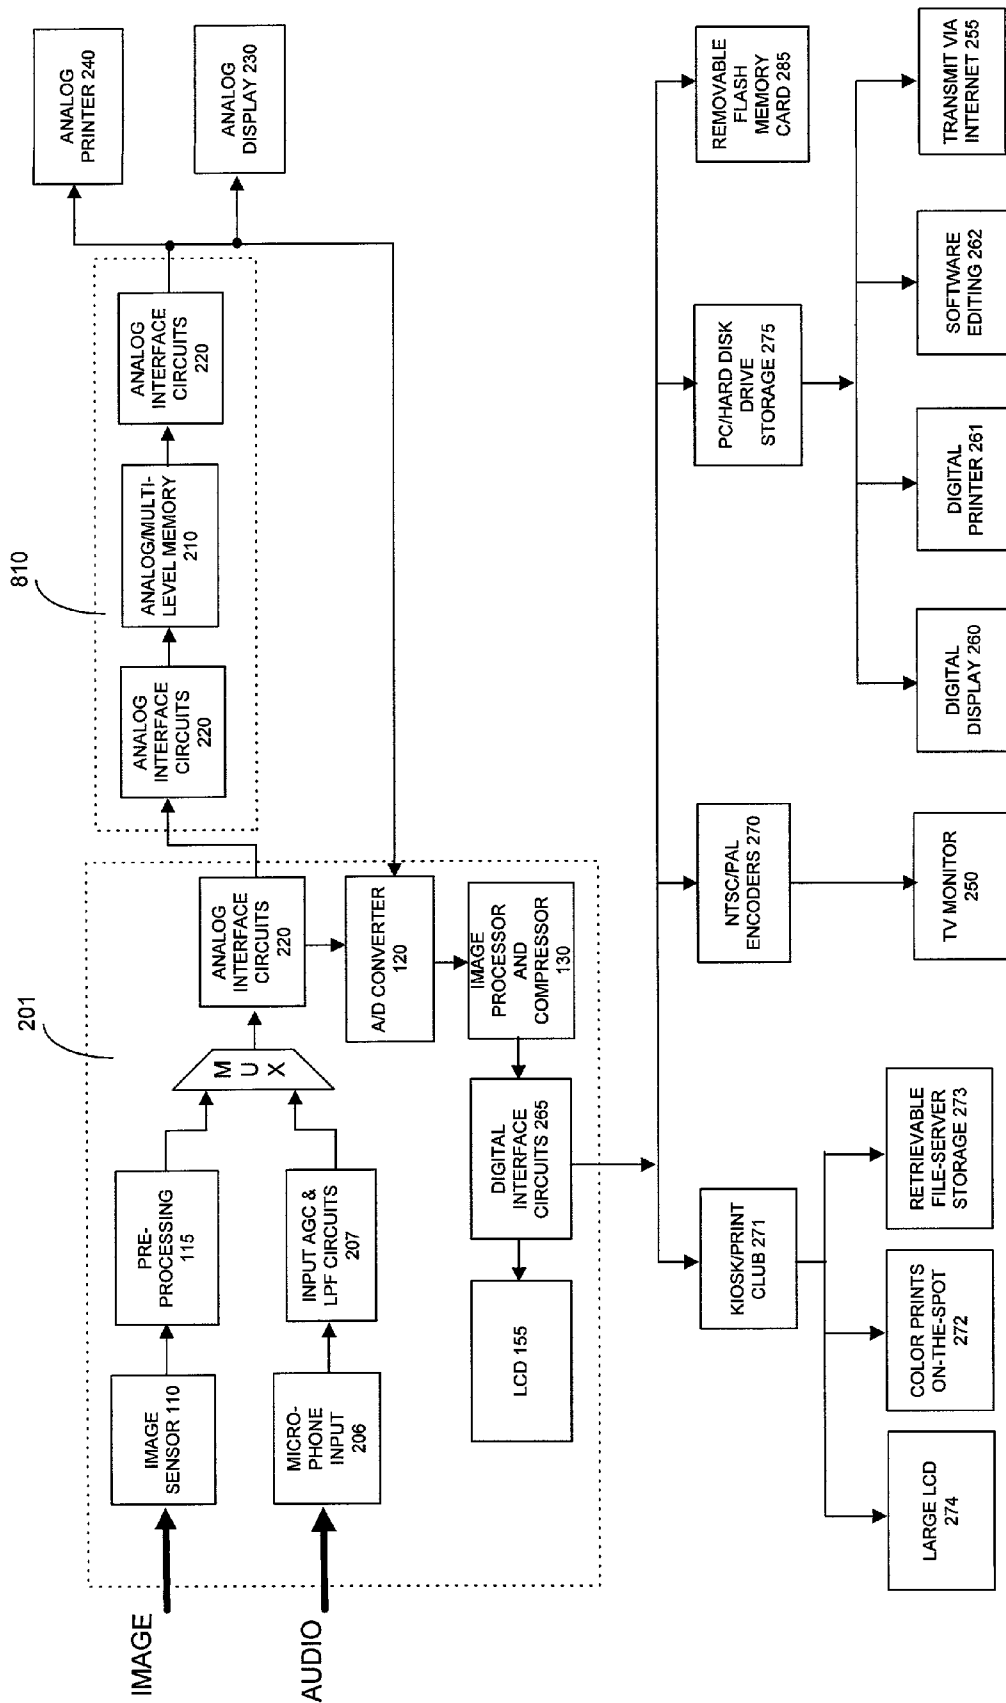 IMAGE
AUDIO
201
IMAGE
SENSOR 110
PRE-
PROCESSING
115
MICRO-
PHONE
INPUT
206
INPUT AGC &
LPF CIRCUITS
207
M
U
X
ANALOG
INTERFACE
CIRCUITS
220
A/D CONVERTER
120
IMAGE
PROCESSOR
AND
COMPRESSOR
130
DIGITAL
INTERFACE
CIRCUITS 265
LCD 155
810
ANALOG
INTERFACE
CIRCUITS
220
ANALOG/MULTI-
LEVEL MEMORY
210
ANALOG
INTERFACE
CIRCUITS
220
ANALOG
PRINTER 240
ANALOG
DISPLAY 230
KIOSK/PRINT
CLUB 271
NTSC/PAL
ENCODERS 270
PC/HARD DISK
DRIVE
STORAGE 275
REMOVABLE
FLASH
MEMORY
CARD 285
LARGE LCD
274
COLOR PRINTS
ON-THE-SPOT
272
RETRIEVABLE
FILE-SERVER
STORAGE 273
TV MONITOR
250
DIGITAL
DISPLAY 260
DIGITAL
PRINTER 261
SOFTWARE
EDITING 262
TRANSMIT VIA
INTERNET 255